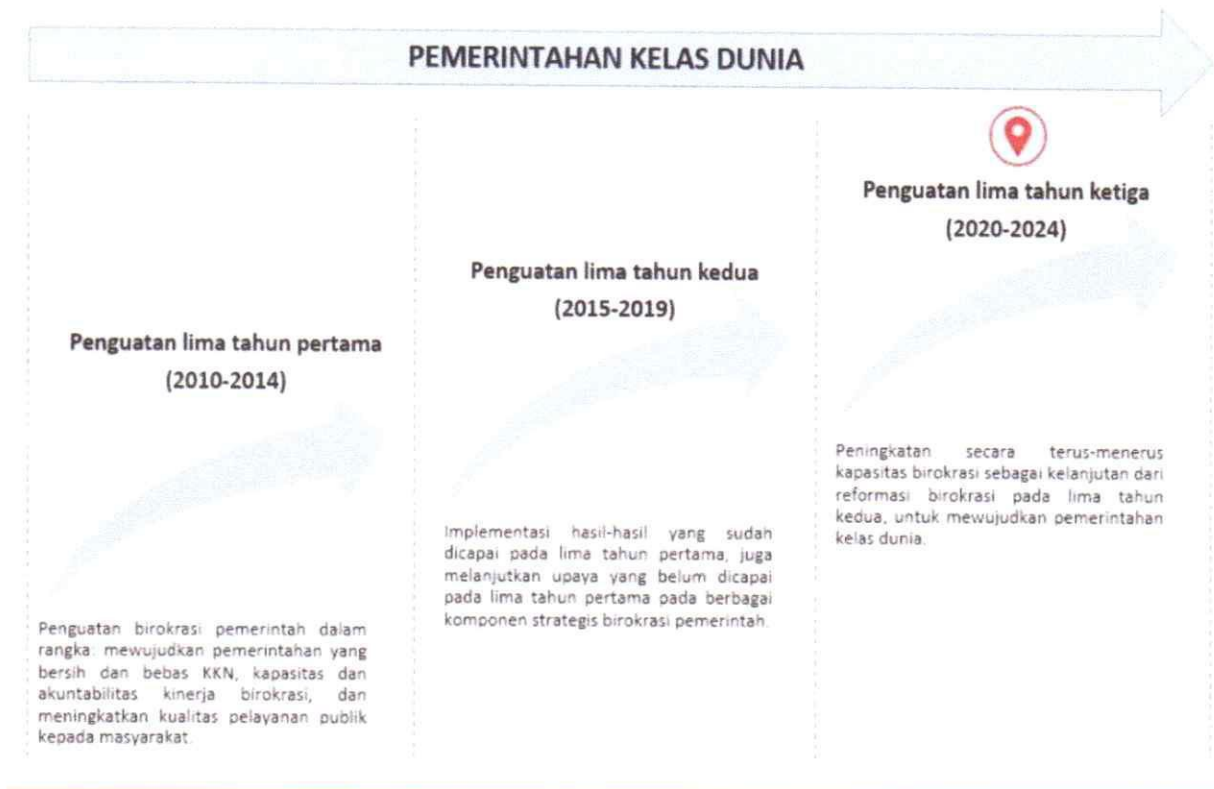 PEMERINTAHAN KELAS DUNIA
Penguatan lima tahun pertama
(2010-2014)
Penguatan birokrasi pemerintah dalam
rangka: mewujudkan pemerintahan yang
bersih dan bebas KKN, kapasitas dan
akuntabilitas kinerja birokrasi, dan
meningkatkan kualitas pelayanan publik
kepada masyarakat.
Penguatan lima tahun kedua
(2015-2019)
Implementasi hasil-hasil yang sudah
dicapai pada lima tahun pertama, juga
melanjutkan upaya yang belum dicapai
pada lima tahun pertama pada berbagai
komponen strategis birokrasi pemerintah.
Penguatan lima tahun ketiga
(2020-2024)
Peningkatan secara terus-menerus
kapasitas birokrasi sebagai kelanjutan dari
reformasi birokrasi pada lima tahun
kedua, untuk mewujudkan pemerintahan
kelas dunia.